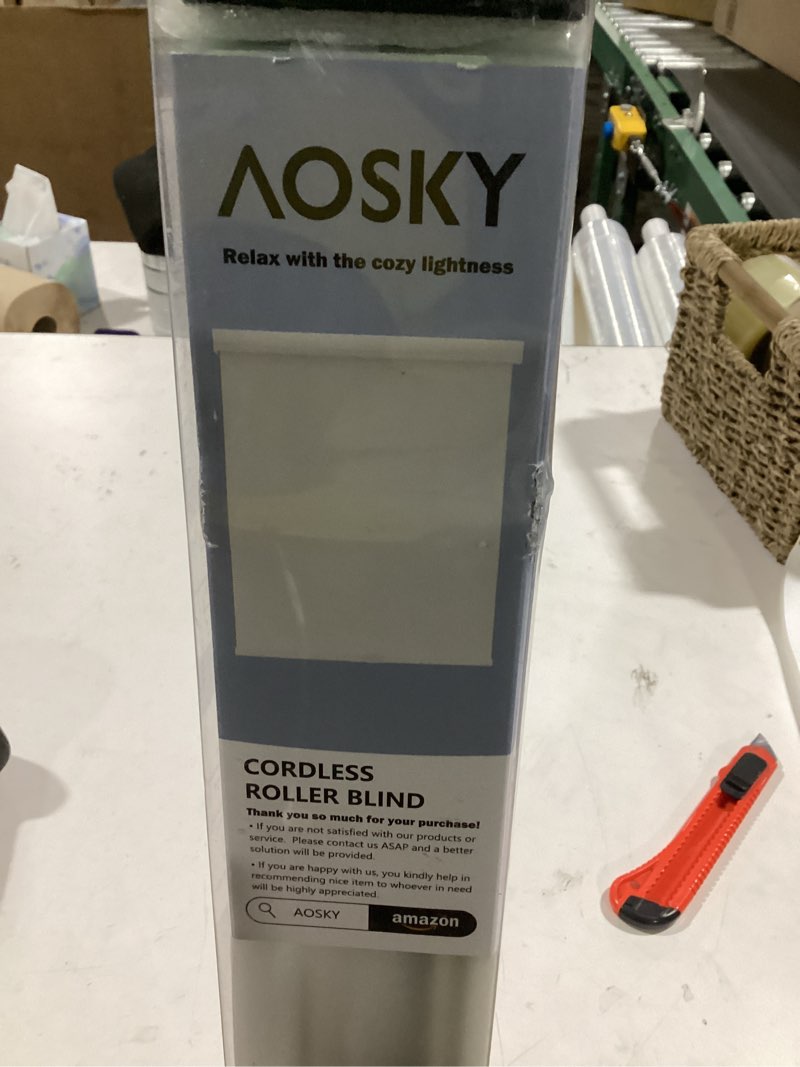 AOSKY
Relax with the cozy lightness
CORDLESS
ROLLER BLIND
Thank you so much for your purchase!
• If you are not satisfied with our products or
service. Please contact us ASAP and a better
solution will be provided.
• If you are happy with us, you kindly help in
recommending nice item to whoever in need
will be highly appreciated.
AOSKY amazon